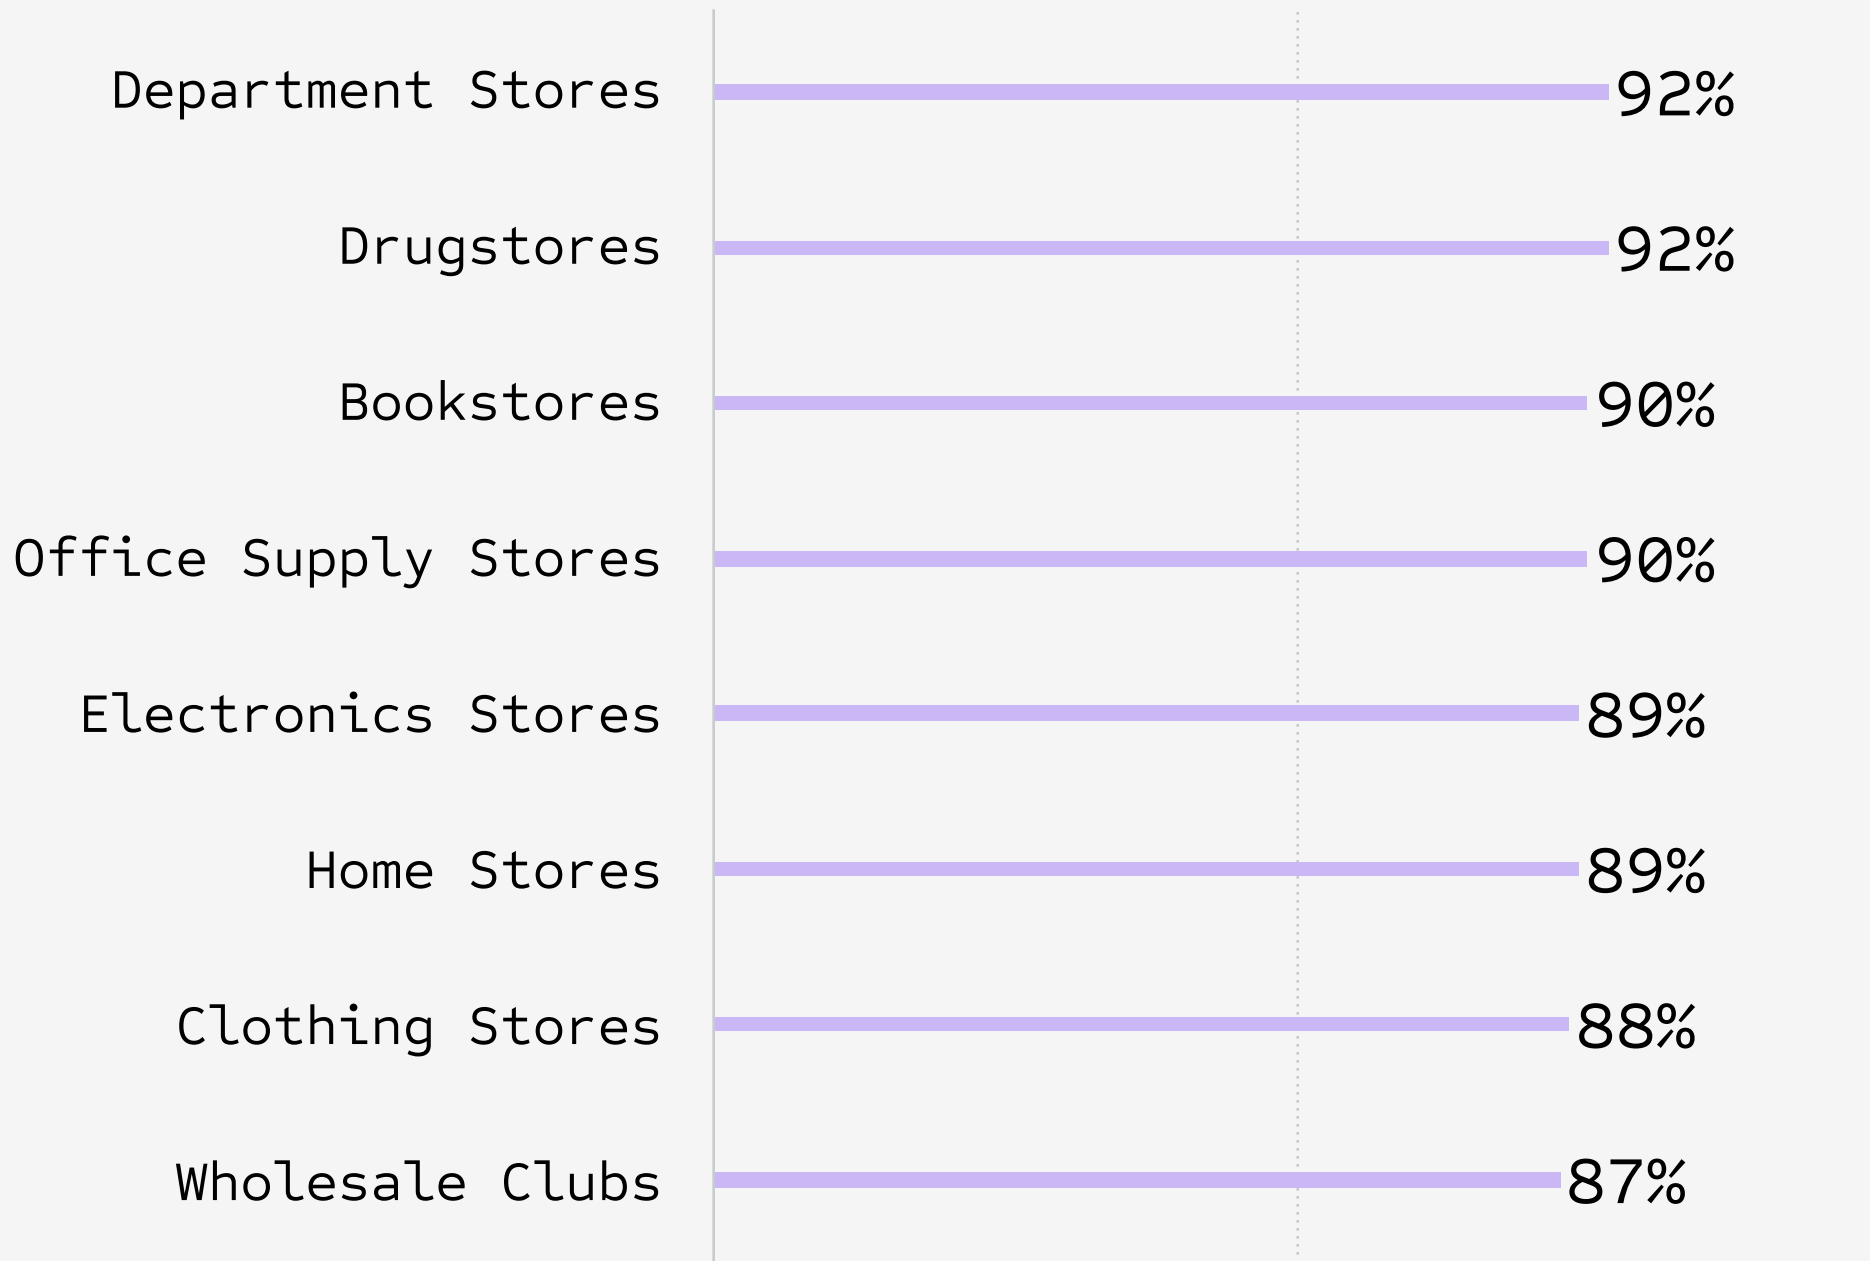 Department Stores 92%
Drugstores 92%
Bookstores 90%
Office Supply Stores 90%
Electronics Stores 89%
Home Stores 89%
Clothing Stores 88%
Wholesale Clubs 87%